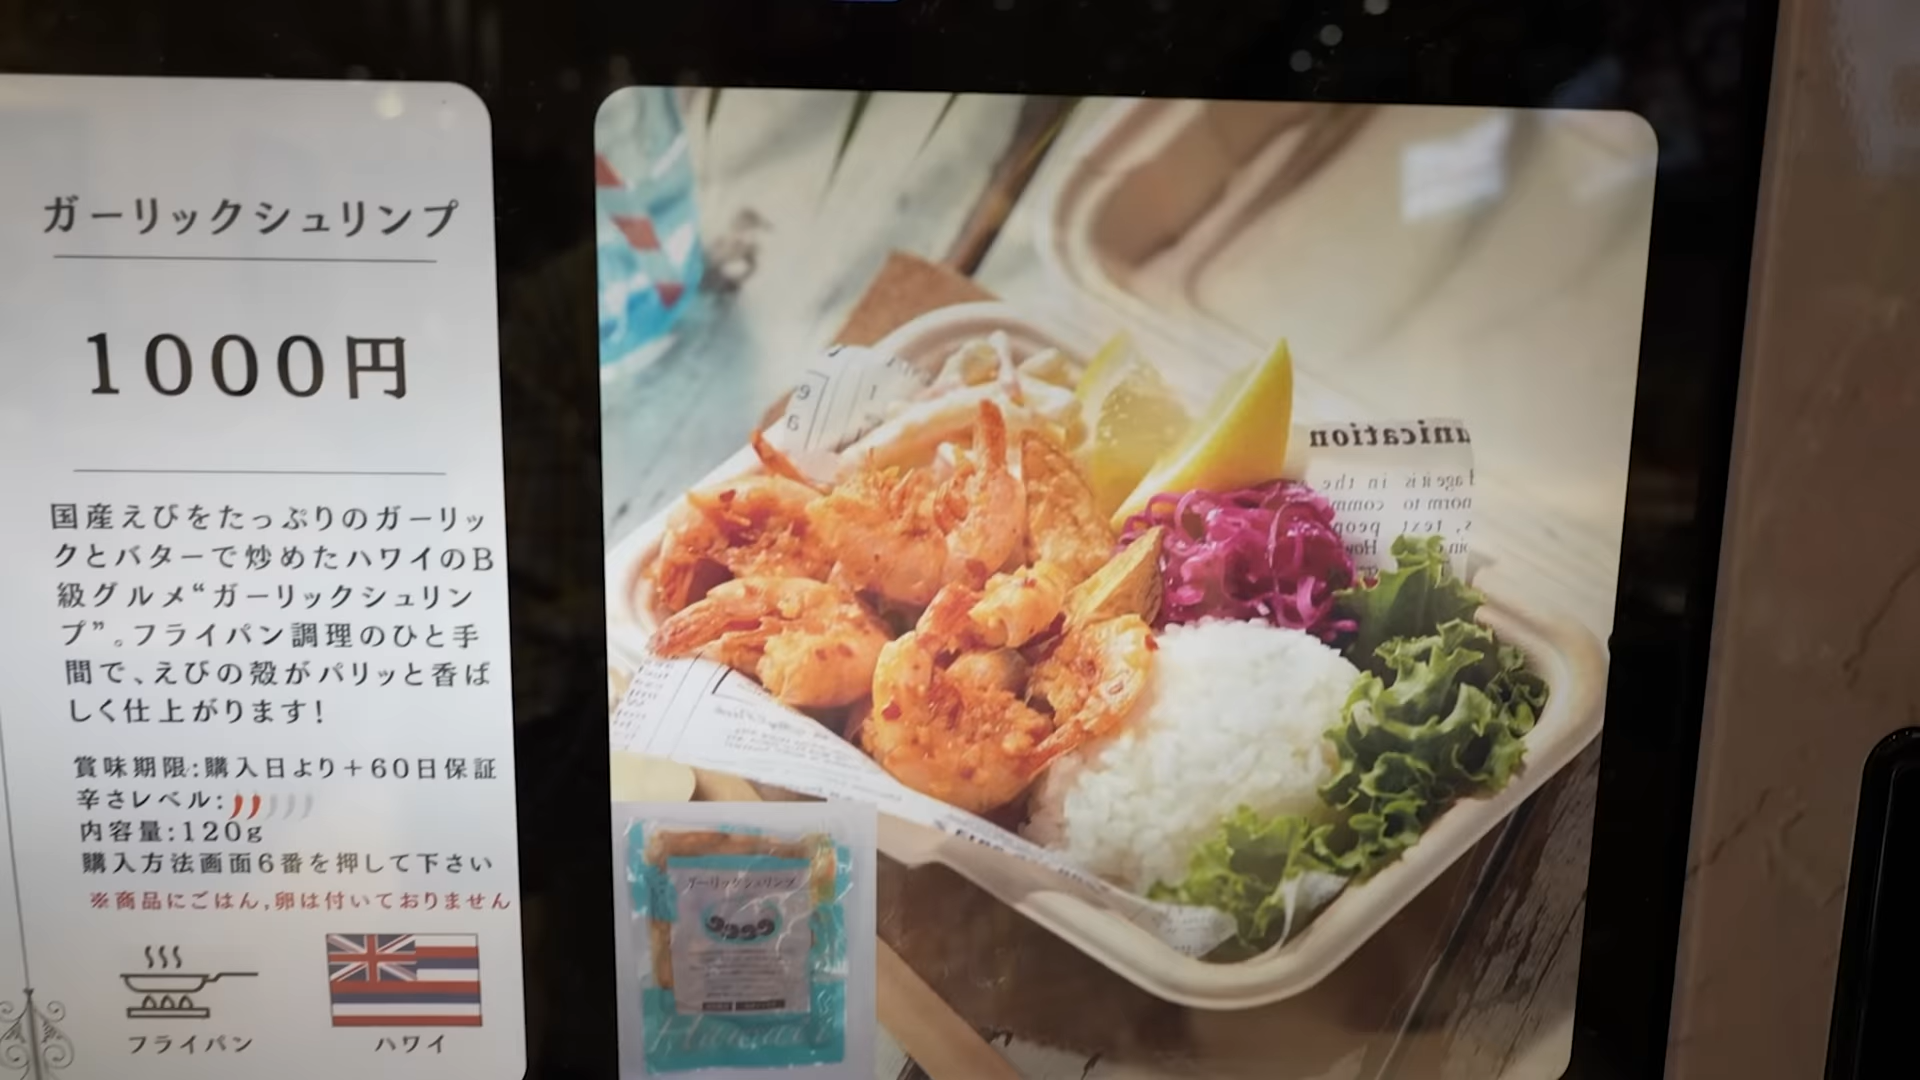 ガーリックシュリンプ
1000円
国産えびをたっぷりのガーリッ
クとバターで炒めたハワイのB
級グルメ“ガーリックシュリン
プ”。フライパン調理のひと手
間で、えびの殻がパリッと香ば
しく仕上がります!
賞味期限:購入日より+60日保証
辛さレベル:
内容量:120g
購入方法画面6番を押して下さい
※商品にごはん,卵は付いておりません
フライパン
ハワイ
unication
ガーリックシュリンプ
Hawaii